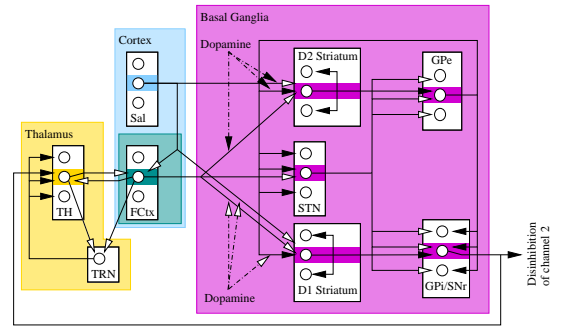 Basal Ganglia
Cortex
Dopamine
D2 Striatum
GPe
Sal
Thalamus
TH
FCtx
STN
TRN
Dopamine
D1 Striatum
GPi/SNr
Disinhibition
of channel 2